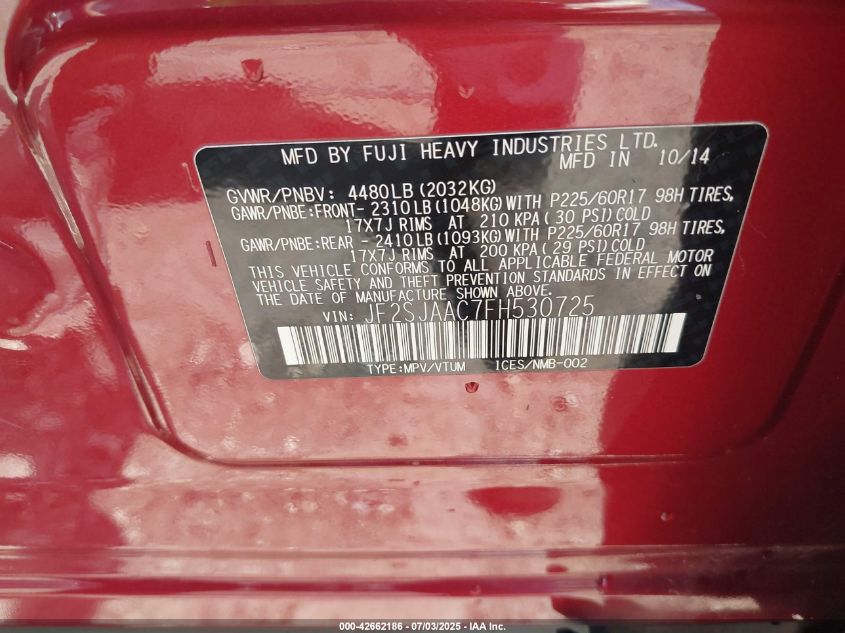 MFD BY FUJI HEAVY INDUSTRIES LTD.
MFD IN 10/14
GVWR/PNBV: 4480LB(2032KG)
GAWR/PNBE:FRONT- 2310LB(1048KG)WITH P225/60R17 98H TIRES,
17X7J RIMS AT 210 KPA( 30 PSI)COLD
GAWR/PNBE:REAR - 2410LB(1093KG)WITH P225/60R17 98H TIRES,
17X7J RIMS AT 200 KPA( 29 PSI)COLD
THIS VEHICLE CONFORMS TO ALL APPLICABLE FEDERAL MOTOR
VEHICLE SAFETY AND THEFT PREVENTION STANDARDS IN EFFECT ON
THE DATE OF MANUFACTURE SHOWN ABOVE.
VIN: JF2SJAAC7FH530725
TYPE:MPV/VTUM ICES/NMB-002
000-42662186 - 07/03/2025 - IAA Inc.